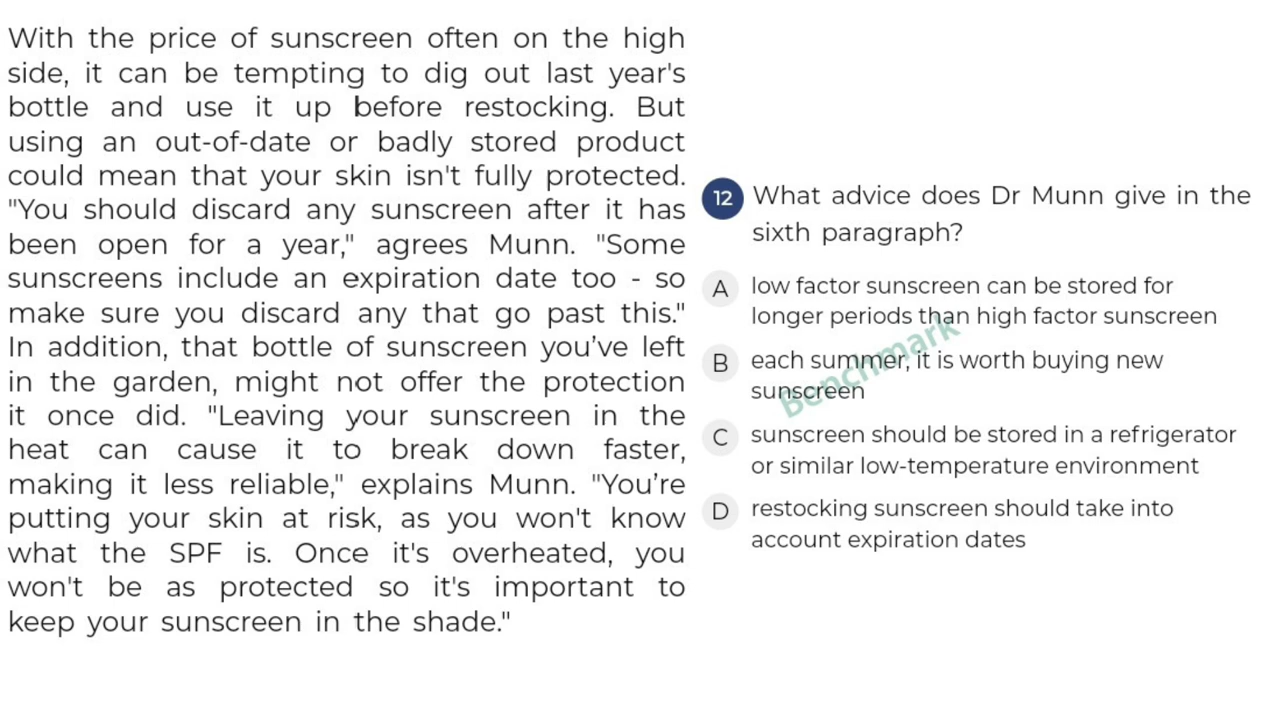 With the price of sunscreen often on the high
side, it can be tempting to dig out last year's
bottle and use it up before restocking. But
using an out-of-date or badly stored product
could mean that your skin isn't fully protected.
"You should discard any sunscreen after it has
been open for a year," agrees Munn. "Some
sunscreens include an expiration date too - so
make sure you discard any that go past this."
In addition, that bottle of sunscreen you’ve left
in the garden, might not offer the protection
it once did. "Leaving your sunscreen in the
heat can cause it to break down faster,
making it less reliable," explains Munn. "You’re
putting your skin at risk, as you won't know
what the SPF is. Once it's overheated, you
won't be as protected so it's important to
keep your sunscreen in the shade."
12 What advice does Dr Munn give in the
sixth paragraph?
A low factor sunscreen can be stored for
longer periods than high factor sunscreen
B each summer, it is worth buying new
sunscreen
C sunscreen should be stored in a refrigerator
or similar low-temperature environment
D restocking sunscreen should take into
account expiration dates
Benchmark